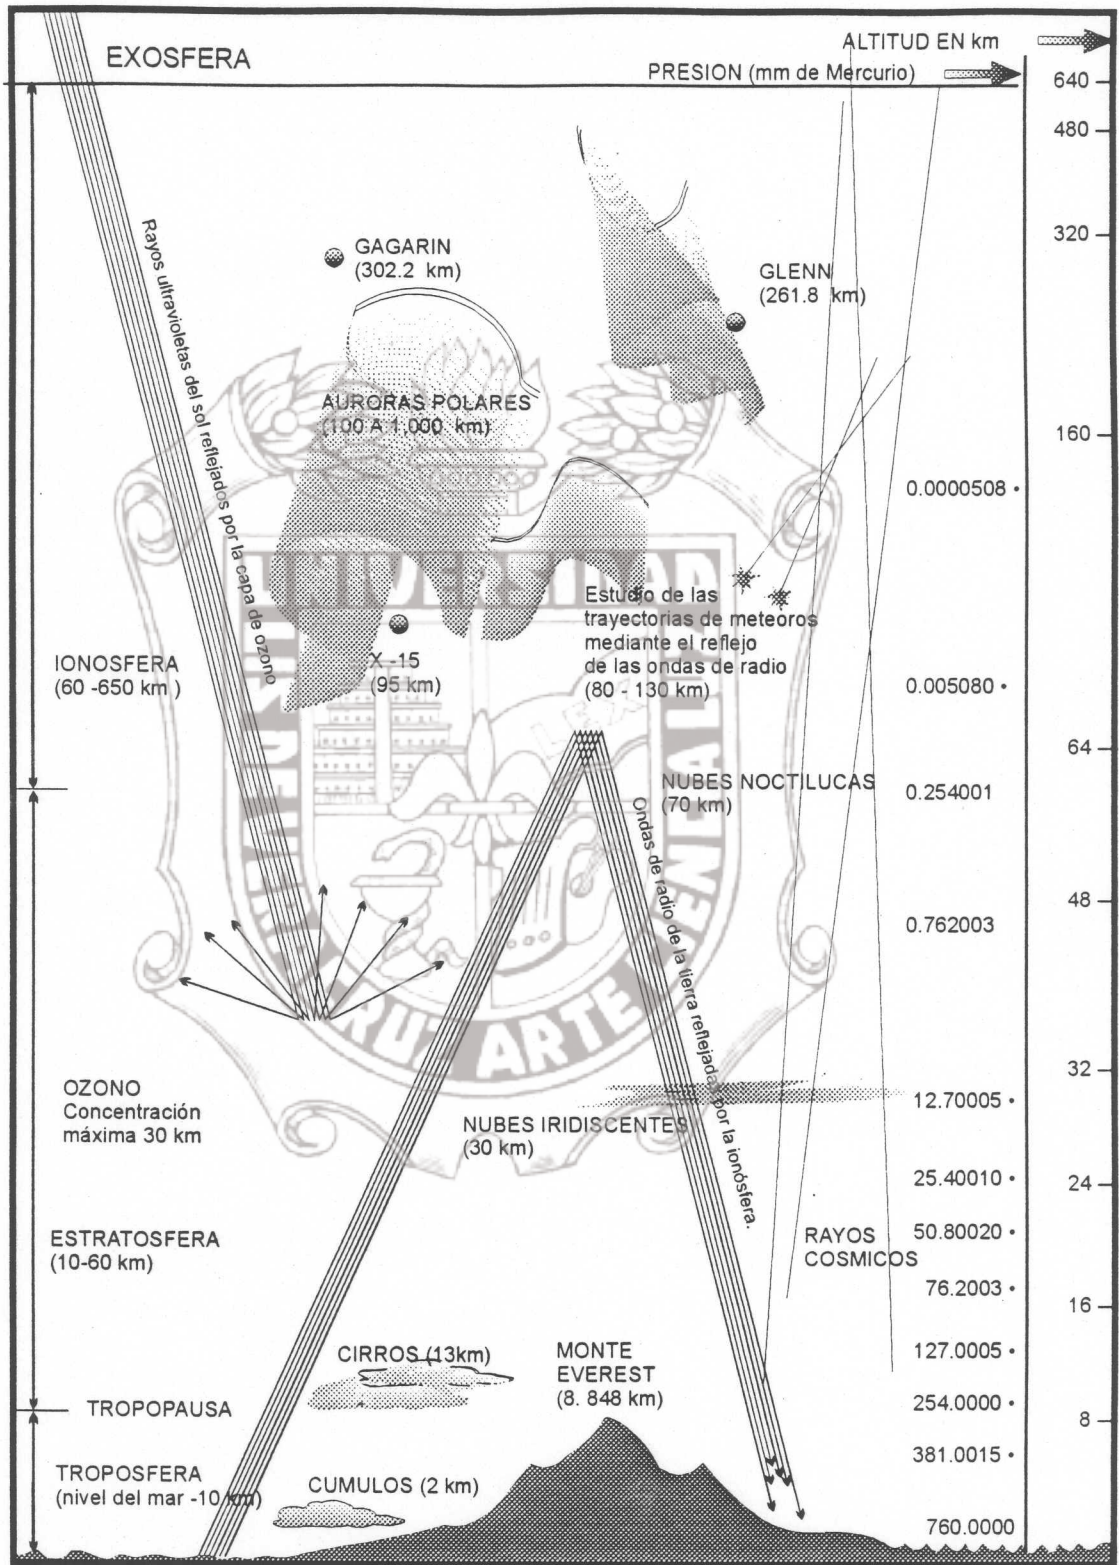 EXOSFERA
ALTITUD EN km
PRESION (mm de Mercurio)
640
480
320
160
64
48
32
24
16
8
Rayos ultravioletas del sol reflejados por la capa de ozono
GAGARIN
(302.2 km)
GLENN
(261.8 km)
AURORAS POLARES
(100 A 1,000 km)
0.0000508
UNIVERSIDAD
Estudio de las
trayectorias de meteoros
mediante el reflejo
de las ondas de radio
(80 - 130 km)
X -15
(95 km)
IONOSFERA
(60 -650 km )
0.005080
LEX
NUBES NOCTILUCAS
(70 km)
0.254001
Ondas de radio de la tierra reflejadas por la ionósfera.
0.762003
ARTE
OZONO
Concentración
máxima 30 km
NUBES IRIDISCENTES
(30 km)
12.70005
25.40010
ESTRATOSFERA
(10-60 km)
RAYOS
COSMICOS
50.80020
76.2003
CIRROS (13km)
MONTE
EVEREST
(8. 848 km)
127.0005
TROPOPAUSA
254.0000
TROPOSFERA
(nivel del mar -10 km)
CUMULOS (2 km)
381.0015
760.0000